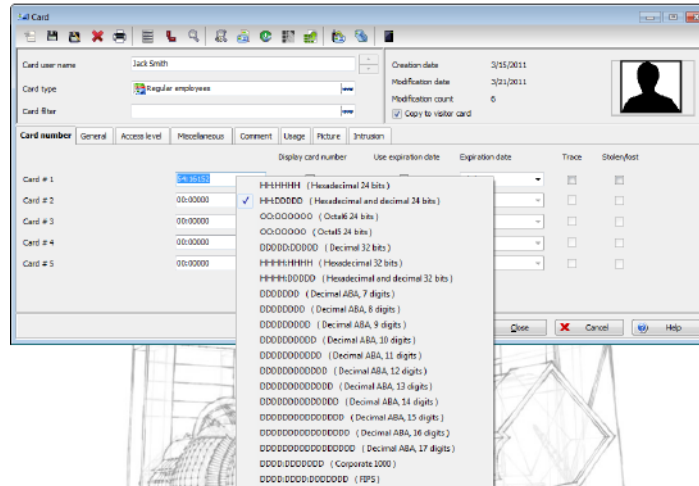 Card
Card user name Jack Smith Creation date 3/15/2011
Modification date 3/21/2011
Card type Regular employees
Modification count 6
Card filter Copy to visitor card
Card number General Access level Miscellaneous Comment Usage Picture Intrusion
Display card number Use expiration date Expiration date Trace Stolen/lost
Card # 1 54:16152
Card # 2 00:00000
Card # 3 00:00000
Card # 4 00:00000
Card # 5 00:00000
HH:HHHH (Hexadecimal 24 bits)
HH:DDDDD (Hexadecimal and decimal 24 bits)
OO:OOOOOO (Octal6 24 bits)
OO:OOOOO (Octal5 24 bits)
DDDDD:DDDDD (Decimal 32 bits)
HHHH:HHHH (Hexadecimal 32 bits)
HHHH:DDDDD (Hexadecimal and decimal 32 bits)
DDDDDDD (Decimal ABA, 7 digits)
DDDDDDDD (Decimal ABA, 8 digits)
DDDDDDDDD (Decimal ABA, 9 digits)
DDDDDDDDDD (Decimal ABA, 10 digits)
DDDDDDDDDDD (Decimal ABA, 11 digits)
DDDDDDDDDDDD (Decimal ABA, 12 digits)
DDDDDDDDDDDDD (Decimal ABA, 13 digits)
DDDDDDDDDDDDDD (Decimal ABA, 14 digits)
DDDDDDDDDDDDDDD (Decimal ABA, 15 digits)
DDDDDDDDDDDDDDDD (Decimal ABA, 16 digits)
DDDDDDDDDDDDDDDDD (Decimal ABA, 17 digits)
DDDD:DDDDDDD (Corporate 1000)
DDDD:DDDD:DDDDDDD (FIPS)
Close Cancel Help